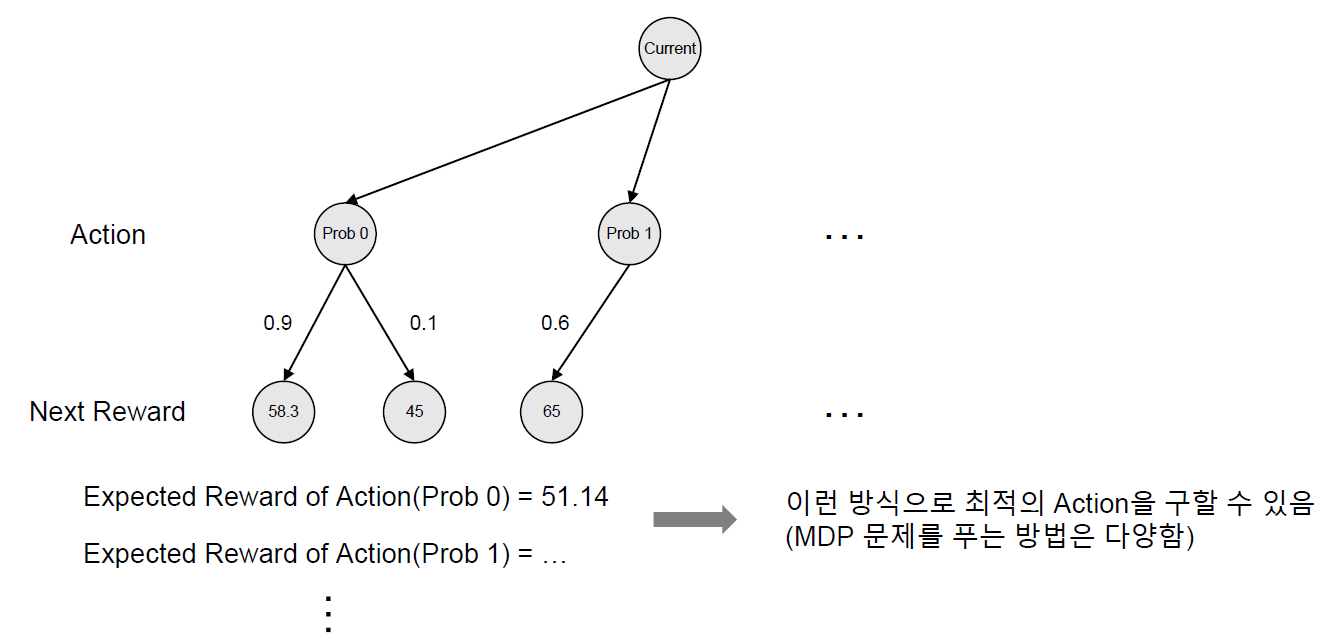 Current
Action
Prob 0
Prob 1
. . .
0.9
0.1
0.6
Next Reward
58.3
45
65
. . .
Expected Reward of Action(Prob 0) = 51.14
Expected Reward of Action(Prob 1) = …
⋮
이런 방식으로 최적의 Action을 구할 수 있음
(MDP 문제를 푸는 방법은 다양함)